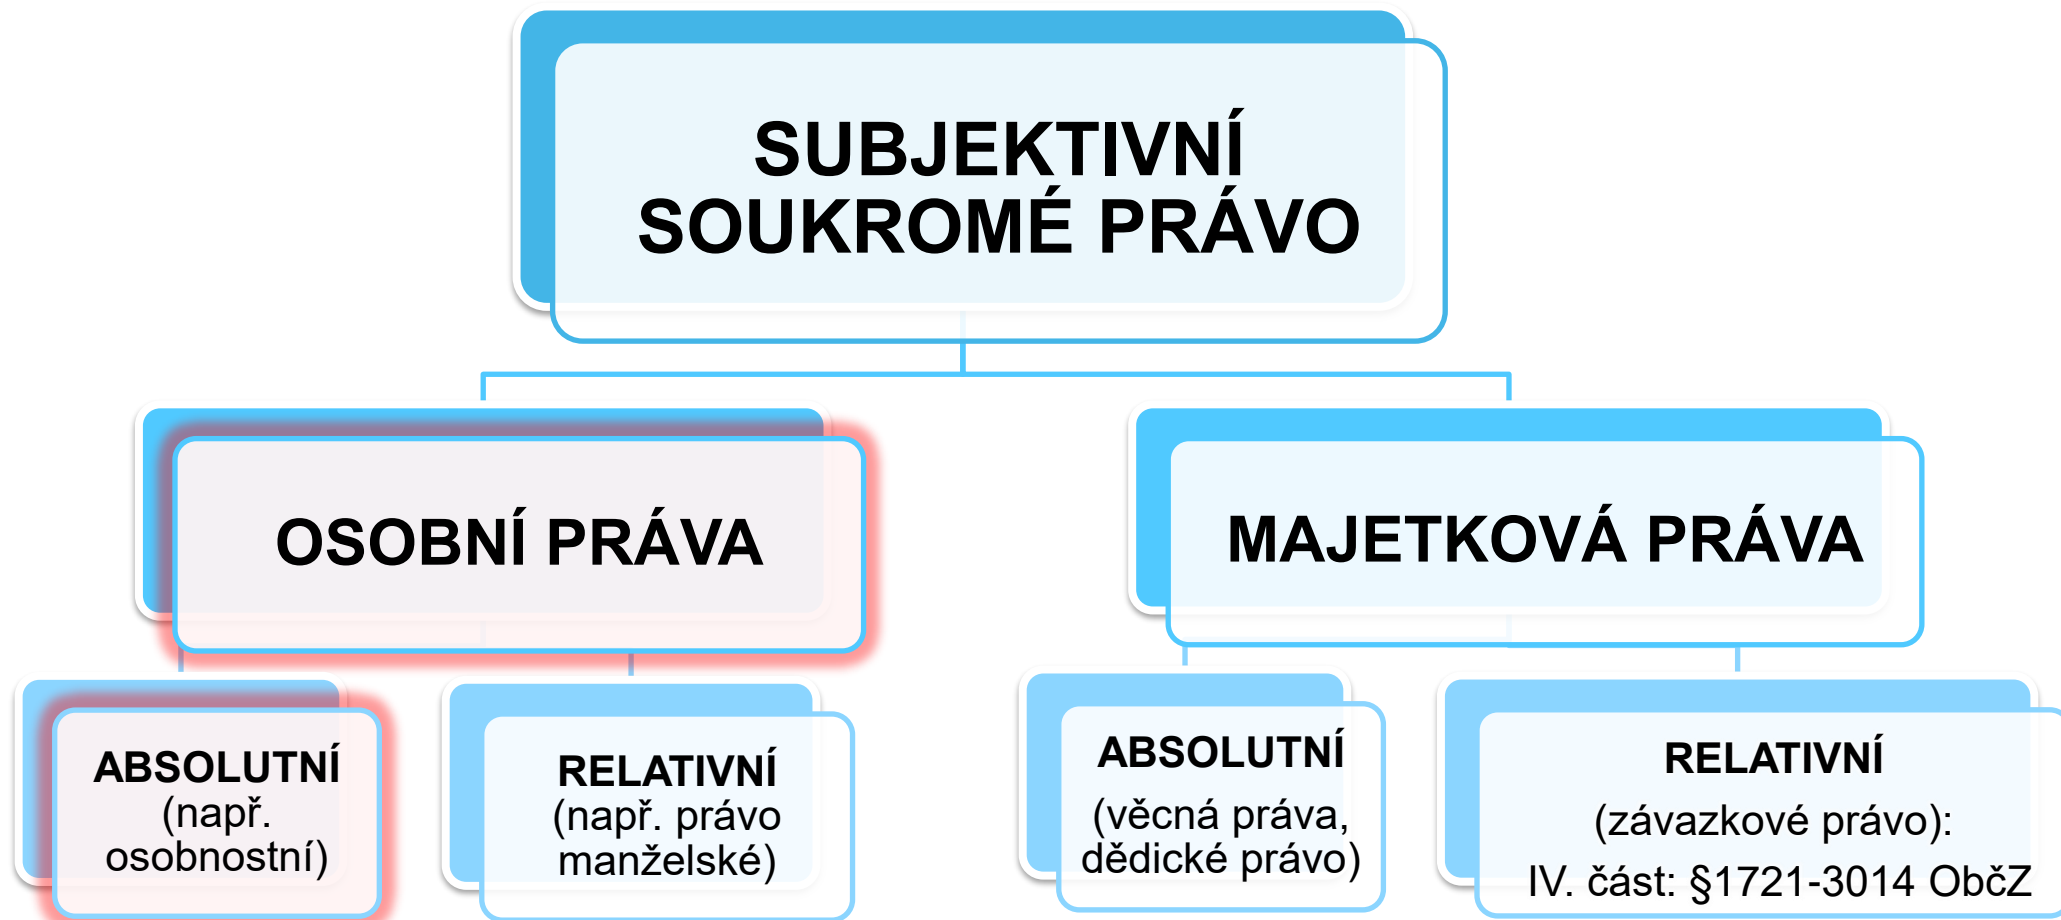 SUBJEKTIVNÍ
SOUKROMÉ PRÁVO
OSOBNÍ PRÁVA
MAJETKOVÁ PRÁVA
ABSOLUTNÍ
(např.
osobnostní)
RELATIVNÍ
(např. právo
manželské)
ABSOLUTNÍ
(věcná práva,
dědické právo)
RELATIVNÍ
(závazkové právo):
IV. část: §1721-3014 ObčZ